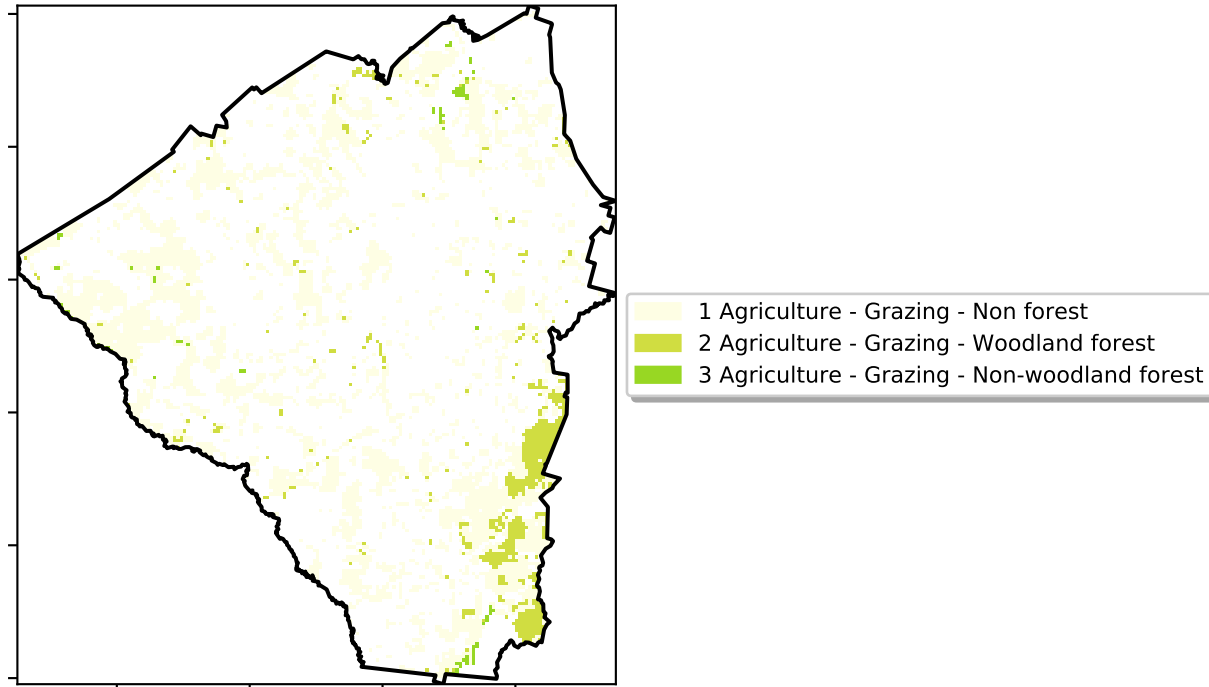 1 Agriculture - Grazing - Non forest
2 Agriculture - Grazing - Woodland forest
3 Agriculture - Grazing - Non-woodland forest